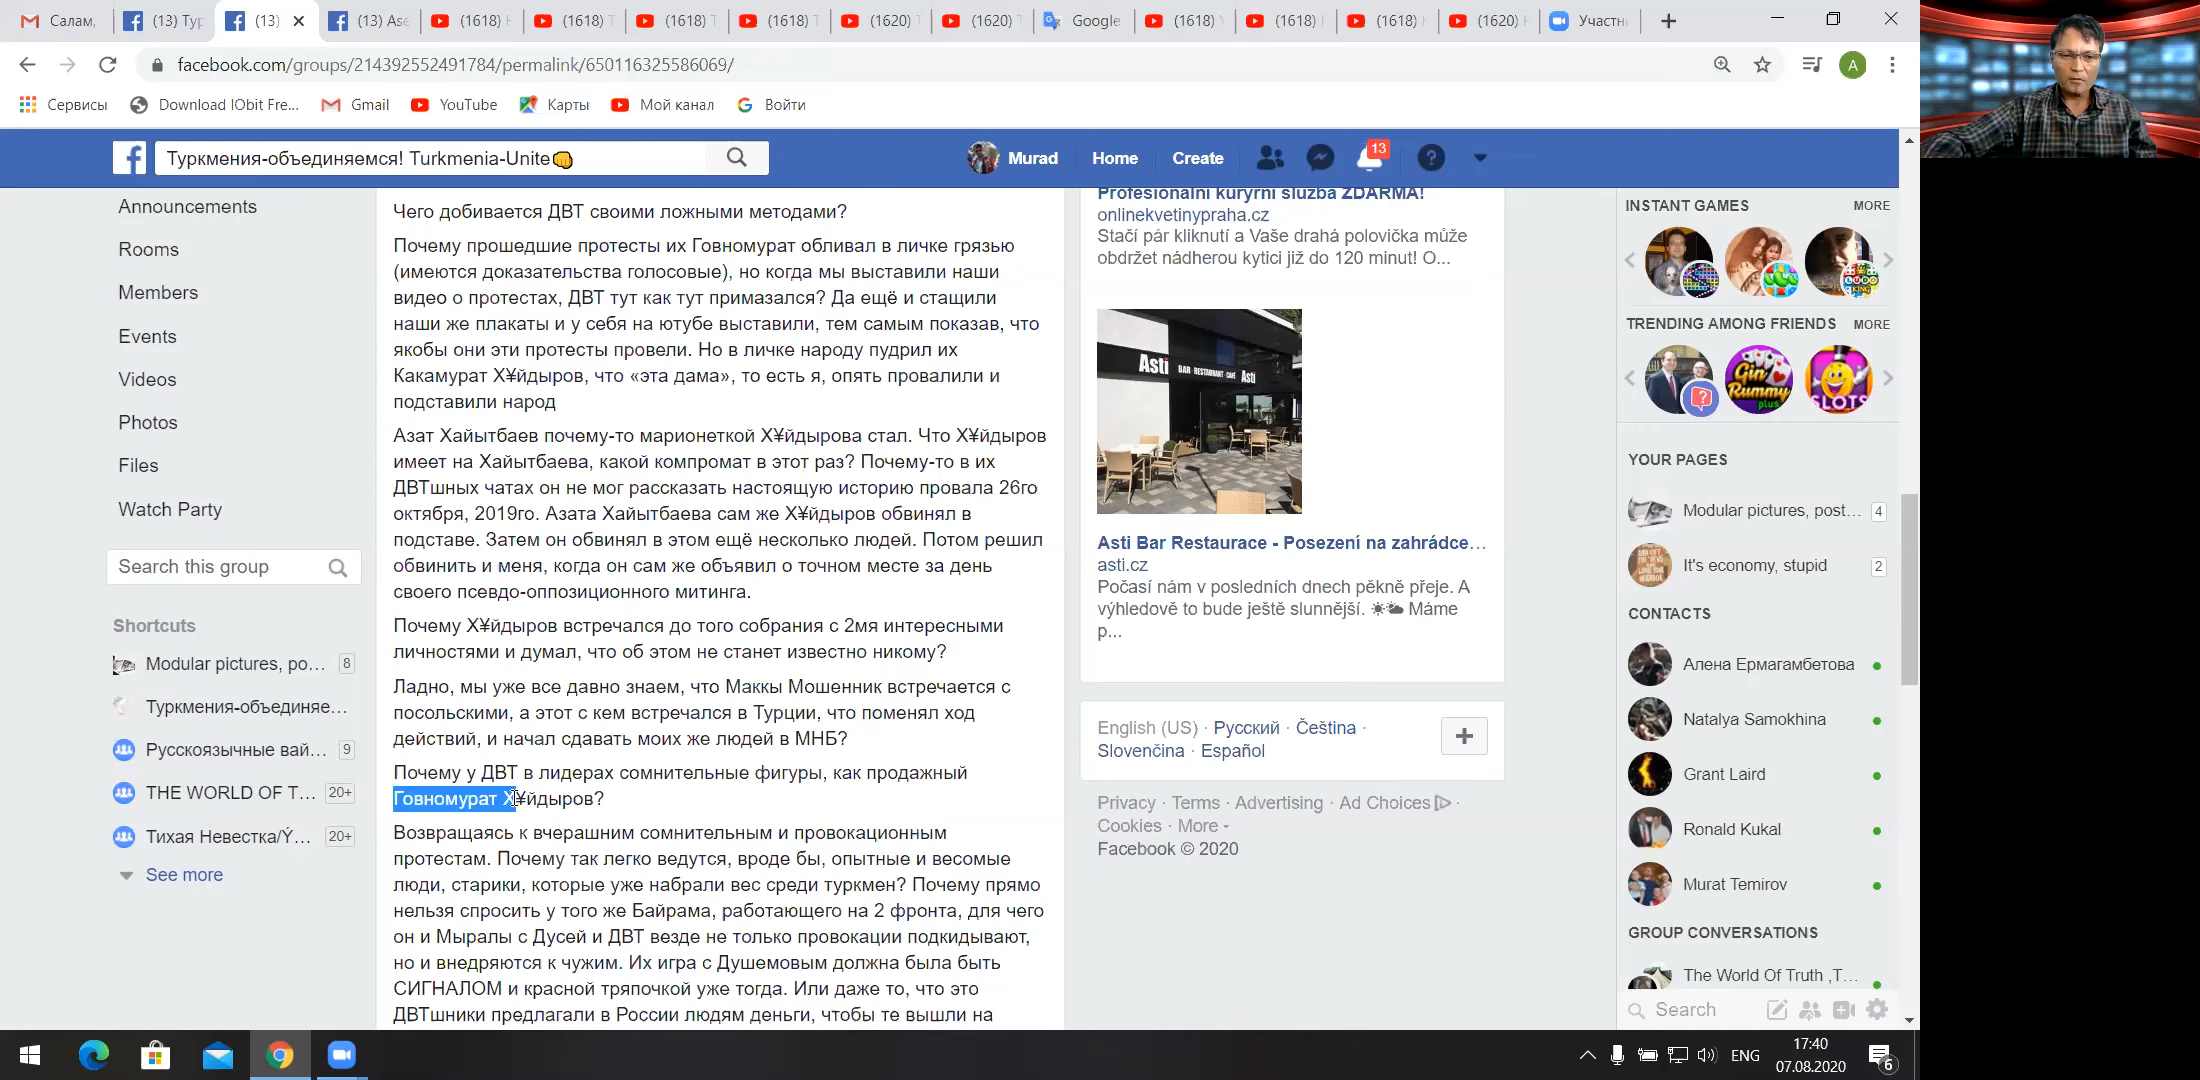 Салам,
(13) Тур
(13)
(13) Ase
(1618)
(1618)
(1618)
(1618)
(1620)
(1620)
Google
(1618)
(1618)
(1618)
(1620)
Участни
facebook.com/groups/214392552491784/permalink/650116325586069/
A
Сервисы
Download IObit Fre...
Gmail
YouTube
Карты
Мой канал
Войти
Туркмения-объединяемся! Turkmenia-Unite👊
Murad
Home
Create
13
Announcements
Rooms
Members
Events
Videos
Photos
Files
Watch Party
Search this group
Shortcuts
Modular pictures, po... 8
Туркмения-объединяе...
Русскоязычные вай... 9
THE WORLD OF T... 20+
Тихая Невестка/Ý... 20+
See more
Чего добивается ДВТ своими ложными методами?
Почему прошедшие протесты их Говномурат обливал в личке грязью
(имеются доказательства голосовые), но когда мы выставили наши
видео о протестах, ДВТ тут как тут примазался? Да ещё и стащили
наши же плакаты и у себя на ютубе выставили, тем самым показав, что
якобы они эти протесты провели. Но в личке народу пудрил их
Какамурат Х¥йдыров, что «эта дама», то есть я, опять провалили и
подставили народ
Азат Хайытбаев почему-то марионеткой Х¥йдырова стал. Что Х¥йдыров
имеет на Хайытбаева, какой компромат в этот раз? Почему-то в их
ДВТшных чатах он не мог рассказать настоящую историю провала 26го
октября, 2019го. Азата Хайытбаева сам же Х¥йдыров обвинял в
подставе. Затем он обвинял в этом ещё несколько людей. Потом решил
обвинить и меня, когда он сам же объявил о точном месте за день
своего псевдо-оппозиционного митинга.
Почему Х¥йдыров встречался до того собрания с 2мя интересными
личностями и думал, что об этом не станет известно никому?
Ладно, мы уже все давно знаем, что Маккы Мошенник встречается с
посольскими, а этот с кем встречался в Турции, что поменял ход
действий, и начал сдавать моих же людей в МНБ?
Почему у ДВТ в лидерах сомнительные фигуры, как продажный
Говномурат Х¥йдыров?
Возвращаясь к вчерашним сомнительным и провокационным
протестам. Почему так легко ведутся, вроде бы, опытные и весомые
люди, старики, которые уже набрали вес среди туркмен? Почему прямо
нельзя спросить у того же Байрама, работающего на 2 фронта, для чего
он и Мыралы с Дусей и ДВТ везде не только провокации подкидывают,
но и внедряются к чужим. Их игра с Душемовым должна была быть
СИГНАЛОМ и красной тряпочкой уже тогда. Или даже то, что это
ДВТшники предлагали в России людям деньги, чтобы те вышли на
Profesionální kurýrní služba ZDARMA!
onlinekvetinypraha.cz
Stačí pár kliknutí a Vaše drahá polovička může
obdržet nádherou kytici již do 120 minut! O...
Asti BAR·RESTAURANT CAFÉ Asti
Asti Bar Restaurace - Posezení na zahrádce...
asti.cz
Počasí nám v posledních dnech pěkně přeje. A
výhledově to bude ještě slunnější. ☀🌥 Máme
p...
English (US) · Русский · Čeština ·
Slovenčina · Español
Privacy · Terms · Advertising · Ad Choices ·
Cookies · More
Facebook © 2020
INSTANT GAMES MORE
LUDO KING
TRENDING AMONG FRIENDS MORE
Gin Rummy plus
SLOTS
YOUR PAGES
Modular pictures, post... 4
It's economy, stupid 2
CONTACTS
Алена Ермагамбетова
Natalya Samokhina
Grant Laird
Ronald Kukal
Murat Temirov
GROUP CONVERSATIONS
The World Of Truth ,T...
Search
ENG
17:40
07.08.2020
6